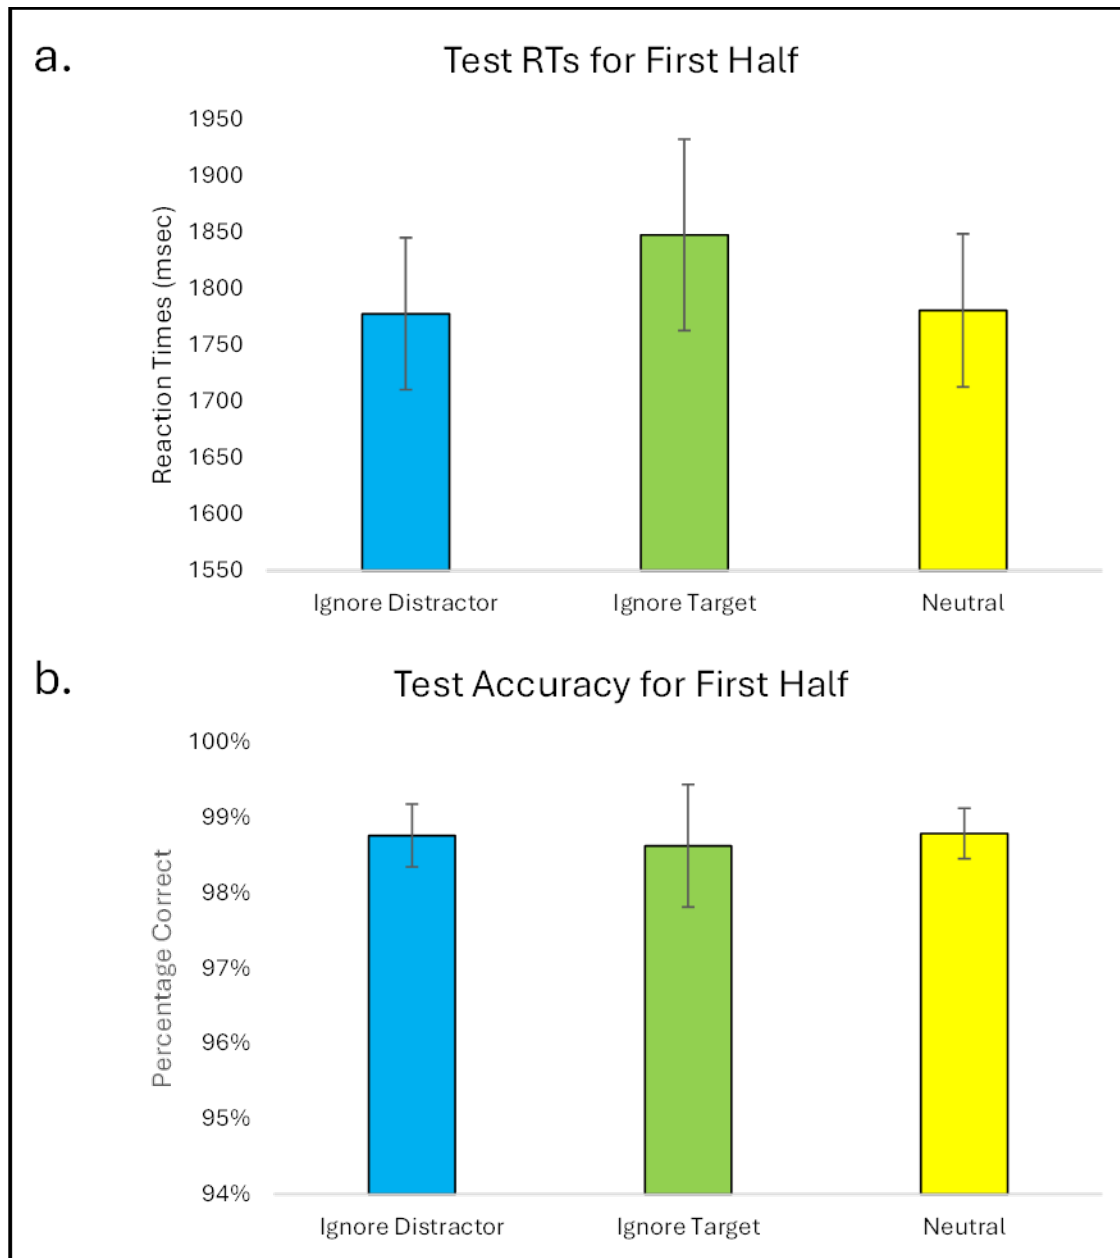 a.
Test RTs for First Half
Reaction Times (msec)
1950
1900
1850
1800
1750
1700
1650
1600
1550
Ignore Distractor
Ignore Target
Neutral
b.
Test Accuracy for First Half
Percentage Correct
100%
99%
98%
97%
96%
95%
94%
Ignore Distractor
Ignore Target
Neutral